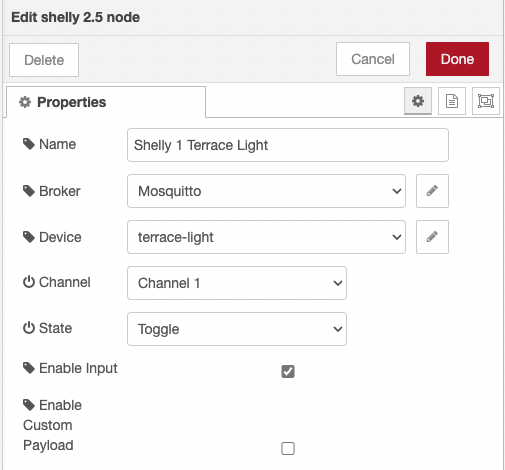 Edit shelly 2.5 node
Delete
Cancel
Done
Properties
Name
Shelly 1 Terrace Light
Broker
Mosquitto
Device
terrace-light
Channel
Channel 1
State
Toggle
Enable Input
Enable
Custom
Payload